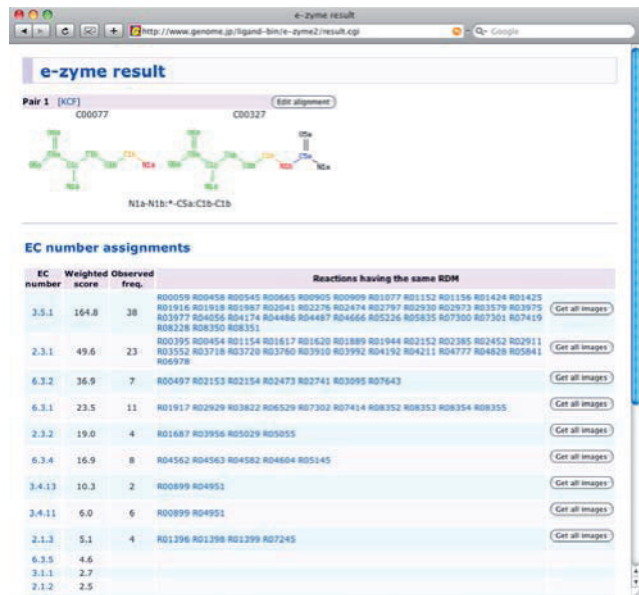 e-zyme result
http://www.genome.jp/ligand-bin/e-zyme2/result.cgi
Google
e-zyme result
Pair 1 [KCF]
Edit alignment
C00077 C00327
N1a-N1b:*-C5a:C1b-C1b
EC number assignments
EC number Weighted score Observed freq. Reactions having the same RDM
R00059 R00458 R00545 R00665 R00905 R00909 R01077 R01152 R01156 R01424 R01425
3.5.1 164.8 38 R01916 R01918 R01987 R02041 R02276 R02474 R02797 R02930 R02973 R03579 R03975 Get all images
R03977 R04056 R04174 R04486 R04487 R04666 R05226 R05835 R07300 R07301 R07419
R08228 R08350 R08351
R00395 R00454 R01154 R01617 R01620 R01889 R01944 R02152 R02385 R02452 R02911
2.3.1 49.6 23 R03552 R03718 R03720 R03760 R03910 R03992 R04192 R04211 R04777 R04828 R05841 Get all images
R06978
6.3.2 36.9 7 R00497 R02153 R02154 R02473 R02741 R03095 R07643 Get all images
6.3.1 23.5 11 R01917 R02929 R03822 R06529 R07302 R07414 R08352 R08353 R08354 R08355 Get all images
2.3.2 19.0 4 R01687 R03956 R05029 R05055 Get all images
6.3.4 16.9 8 R04562 R04563 R04582 R04604 R05145 Get all images
3.4.13 10.3 2 R00899 R04951 Get all images
3.4.11 6.0 6 R00899 R04951 Get all images
2.1.3 5.1 4 R01396 R01398 R01399 R07245 Get all images
6.3.5 4.6
3.1.1 2.7
2.1.2 2.5